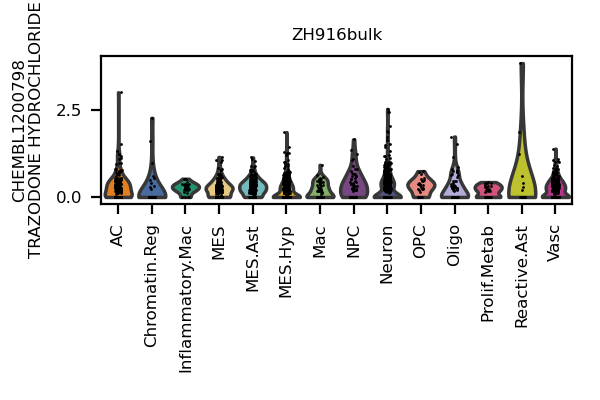 ZH916bulk
CHEMBL1200798
TRAZODONE HYDROCHLORIDE
2.5
0.0
AC
Chromatin.Reg
Inflammatory.Mac
MES
MES.Ast
MES.Hyp
Mac
NPC
Neuron
OPC
Oligo
Prolif.Metab
Reactive.Ast
Vasc